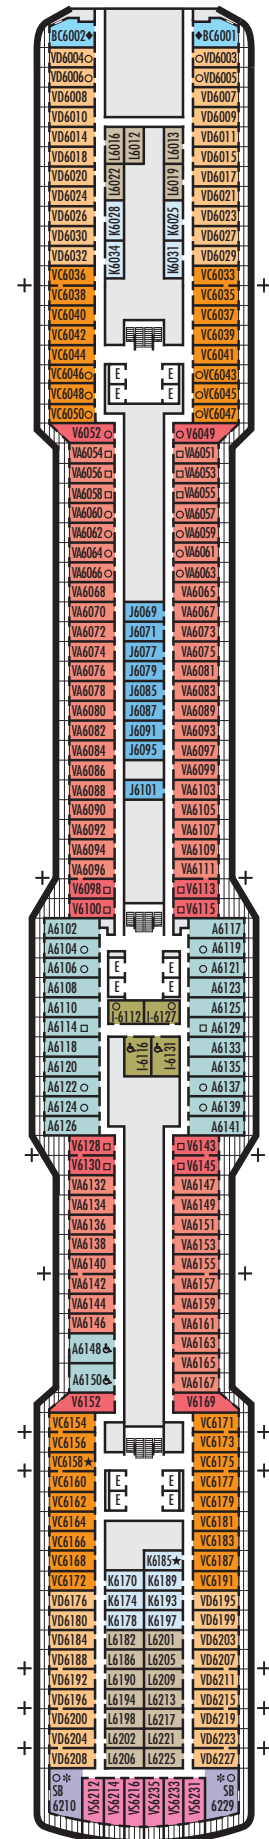 BC6002♦ ♦BC6001
VD6004○ ○VD6003
VD6006○ ○VD6005
VD6008 VD6007
VD6010 VD6009
VD6014 L6016 L6012 L6013 VD6011
VD6018 VD6015
VD6020 L6022 L6019 VD6017
VD6024 VD6021
VD6026 K6028 K6025 VD6023
VD6030 VD6027
VD6032 K6034 K6031 VD6029
VC6036 VC6033
VC6038 VC6035
VC6040 VC6037
VC6042 VC6039
VC6044 VC6041
VC6046○ E E ○VC6043
VC6048○ E E ○VC6045
VC6050○ ○VC6047
V6052○ ○V6049
VA6054□ □VA6051
VA6056□ □VA6053
VA6058□ □VA6055
VA6060○ ○VA6057
VA6062○ ○VA6059
VA6064○ ○VA6061
VA6066○ ○VA6063
VA6068 VA6065
VA6070 J6069 VA6067
VA6072 J6071 VA6073
VA6074 J6077 VA6075
VA6076 J6079 VA6081
VA6078 J6085 VA6083
VA6080 J6087 VA6089
VA6082 J6091 VA6093
VA6084 J6095 VA6097
VA6086 VA6099
VA6088 J6101 VA6103
VA6090 VA6105
VA6092 VA6107
VA6094 VA6109
VA6096 VA6111
V6098□ □V6113
V6100□ □V6115
A6102 A6117
A6104○ ○A6119
A6106○ E E ○A6121
A6108 E E A6123
A6110 I-6112 I-6127 A6125
A6114□ □A6129
A6118 I-6116 I-6131 A6133
A6120 A6135
A6122○ ○A6137
A6124○ ○A6139
A6126 A6141
V6128□ □V6143
V6130□ □V6145
VA6132 VA6147
VA6134 VA6149
VA6136 VA6151
VA6138 VA6153
VA6140 VA6155
VA6142 VA6157
VA6144 VA6159
VA6146 VA6161
A6148♿ VA6163
VA6165
A6150♿ VA6167
V6152 V6169
VC6154 VC6171
VC6156 VC6173
VC6158★ VC6175
VC6160 E E VC6177
VC6162 E E VC6179
VC6164 VC6181
VC6166 VC6183
VC6168 K6185★ VC6187
VC6172 K6170 K6189 VC6191
VD6176 K6174 K6193 VD6195
VD6180 K6178 K6197 VD6199
VD6184 L6182 L6201 VD6203
VD6188 L6186 L6205 VD6207
VD6192 L6190 L6209 VD6211
VD6196 L6194 L6213 VD6215
VD6200 L6198 L6217 VD6219
VD6204 L6202 L6221 VD6223
VD6208 L6206 L6225 VD6227
○* SB 6210 VS6212 VS6214 VS6216 VS6235 VS6233 VS6231 *○ SB 6229